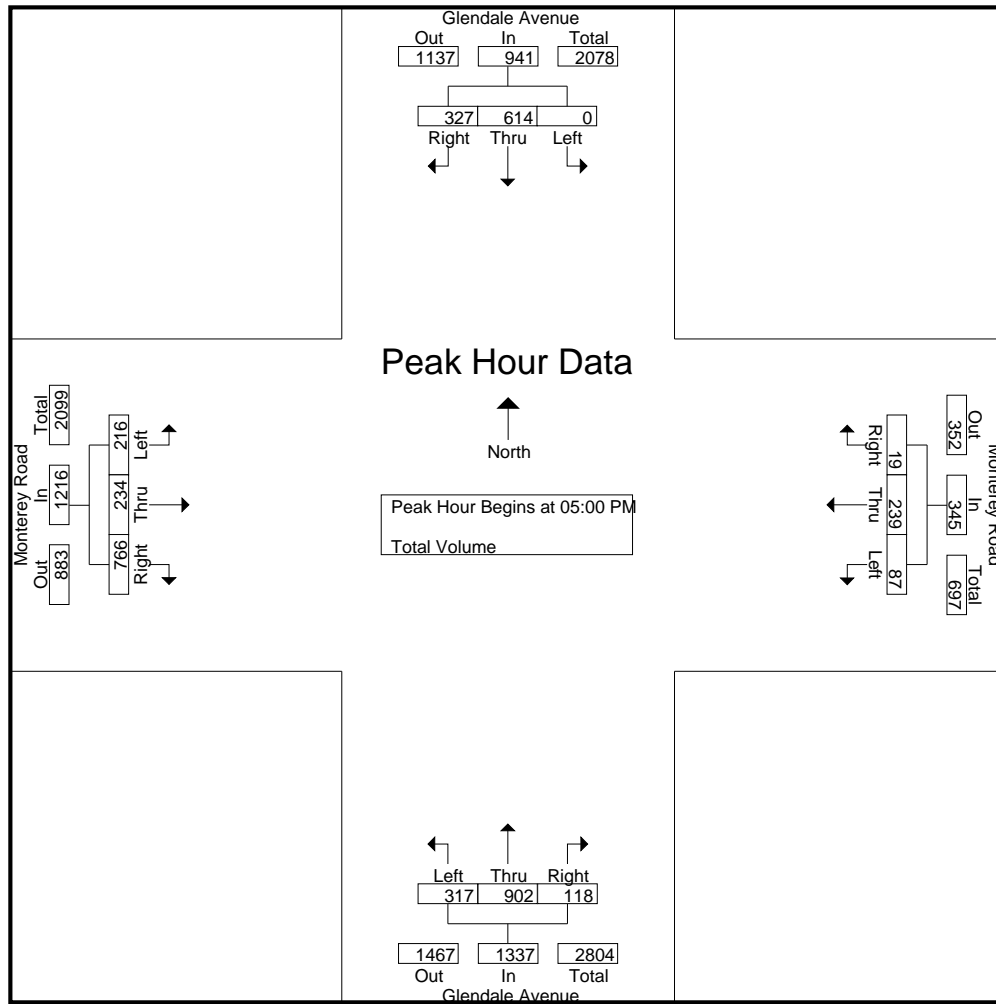 Glendale Avenue
Out In Total
1137 941 2078
327 614 0
Right Thru Left
Peak Hour Data
North
Peak Hour Begins at 05:00 PM
Total Volume
Monterey Road
Out In Total
883 1216 2099
Right Thru Left
766 234 216
Monterey Road
Out In Total
352 345 697
Right Thru Left
19 239 87
Left Thru Right
317 902 118
1467 1337 2804
Out In Total
Glendale Avenue